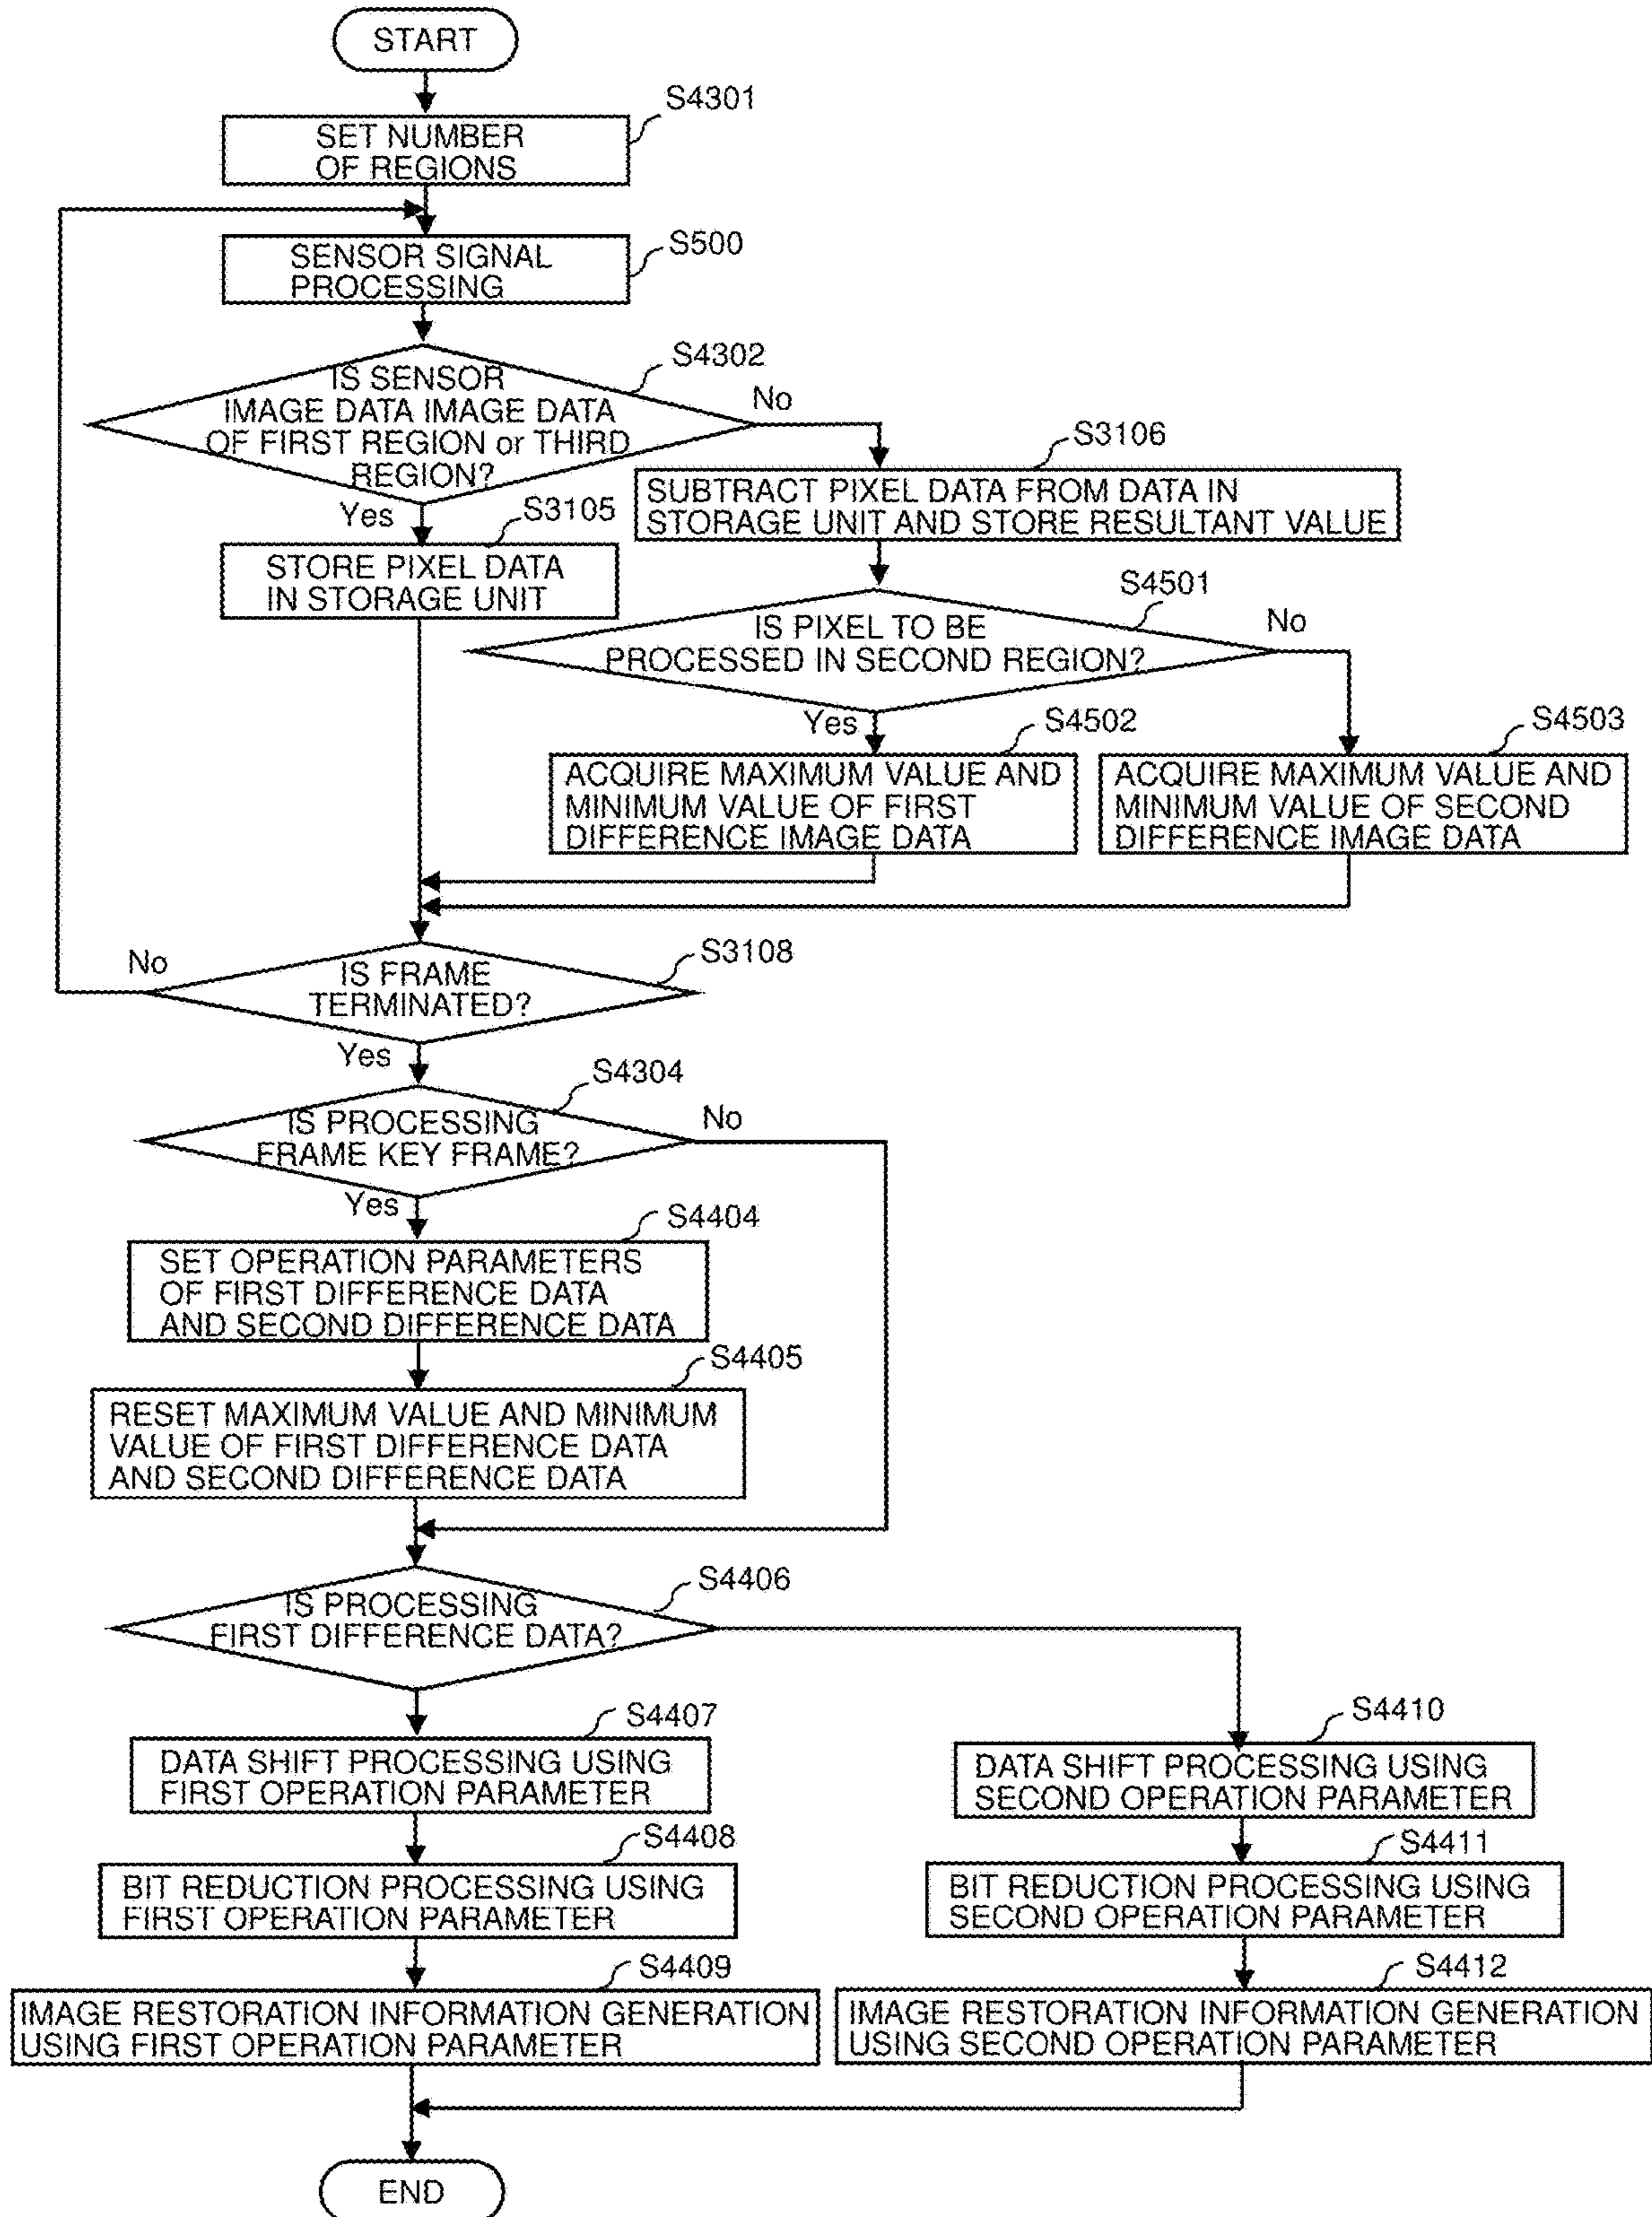 START
S4301
SET NUMBER
OF REGIONS
S500
SENSOR SIGNAL
PROCESSING
S4302
IS SENSOR
IMAGE DATA IMAGE DATA
OF FIRST REGION or THIRD
REGION?
No
Yes
S3106
SUBTRACT PIXEL DATA FROM DATA IN
STORAGE UNIT AND STORE RESULTANT VALUE
S3105
STORE PIXEL DATA
IN STORAGE UNIT
S4501
IS PIXEL TO BE
PROCESSED IN SECOND REGION?
No
Yes
S4502
ACQUIRE MAXIMUM VALUE AND
MINIMUM VALUE OF FIRST
DIFFERENCE IMAGE DATA
S4503
ACQUIRE MAXIMUM VALUE AND
MINIMUM VALUE OF SECOND
DIFFERENCE IMAGE DATA
No
S3108
IS FRAME
TERMINATED?
Yes
S4304
IS PROCESSING
FRAME KEY FRAME?
No
Yes
S4404
SET OPERATION PARAMETERS
OF FIRST DIFFERENCE DATA
AND SECOND DIFFERENCE DATA
S4405
RESET MAXIMUM VALUE AND MINIMUM
VALUE OF FIRST DIFFERENCE DATA
AND SECOND DIFFERENCE DATA
S4406
IS PROCESSING
FIRST DIFFERENCE DATA?
S4407
DATA SHIFT PROCESSING USING
FIRST OPERATION PARAMETER
S4410
DATA SHIFT PROCESSING USING
SECOND OPERATION PARAMETER
S4408
BIT REDUCTION PROCESSING USING
FIRST OPERATION PARAMETER
S4411
BIT REDUCTION PROCESSING USING
SECOND OPERATION PARAMETER
S4409
IMAGE RESTORATION INFORMATION GENERATION
USING FIRST OPERATION PARAMETER
S4412
IMAGE RESTORATION INFORMATION GENERATION
USING SECOND OPERATION PARAMETER
END